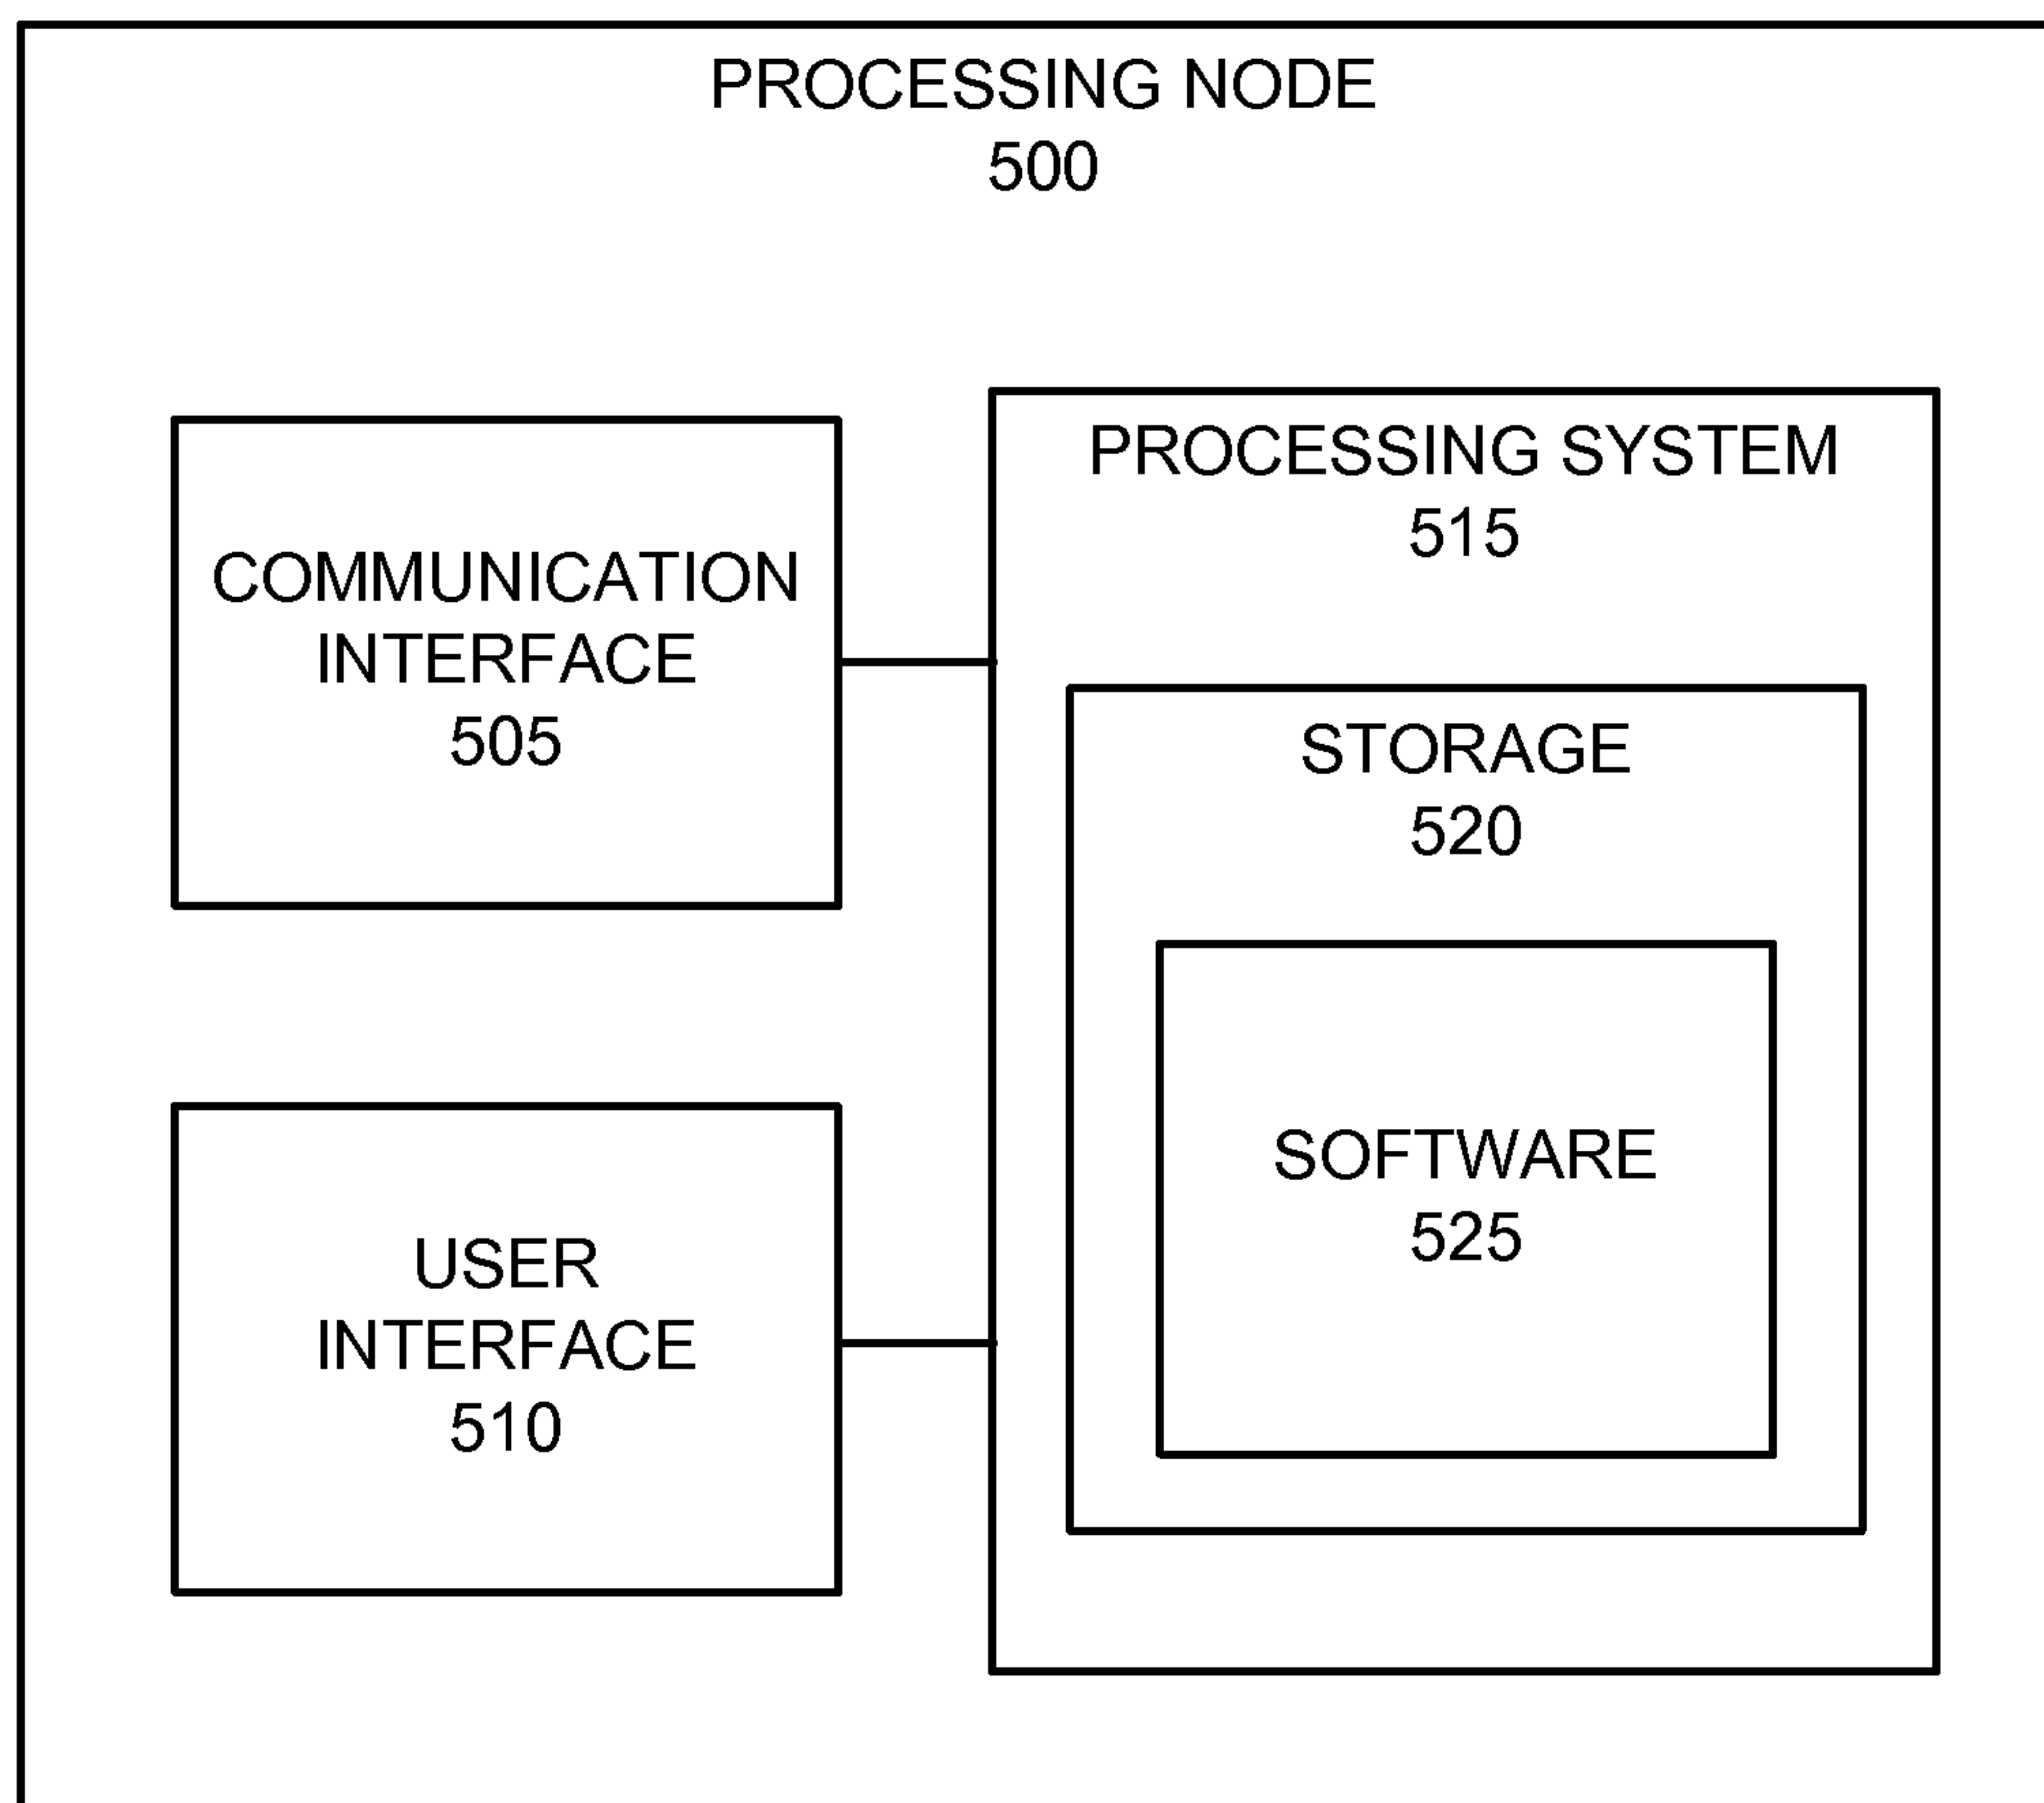 PROCESSING NODE
500
COMMUNICATION
INTERFACE
505
USER
INTERFACE
510
PROCESSING SYSTEM
515
STORAGE
520
SOFTWARE
525